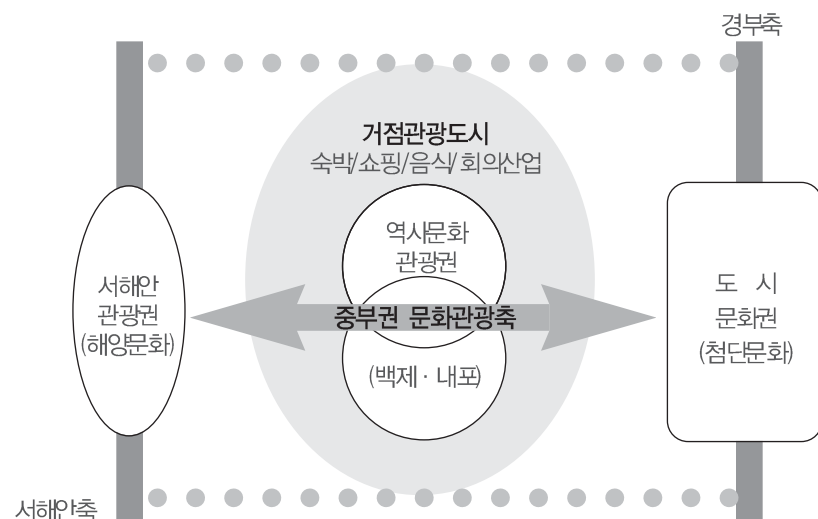 경부축
거점관광도시
숙박/쇼핑/음식/회의산업
역사문화
관광권
서해안
관광권
(해양문화)
중부권 문화관광축
도 시
문화권
(첨단문화)
(백제 · 내포)
서해안축